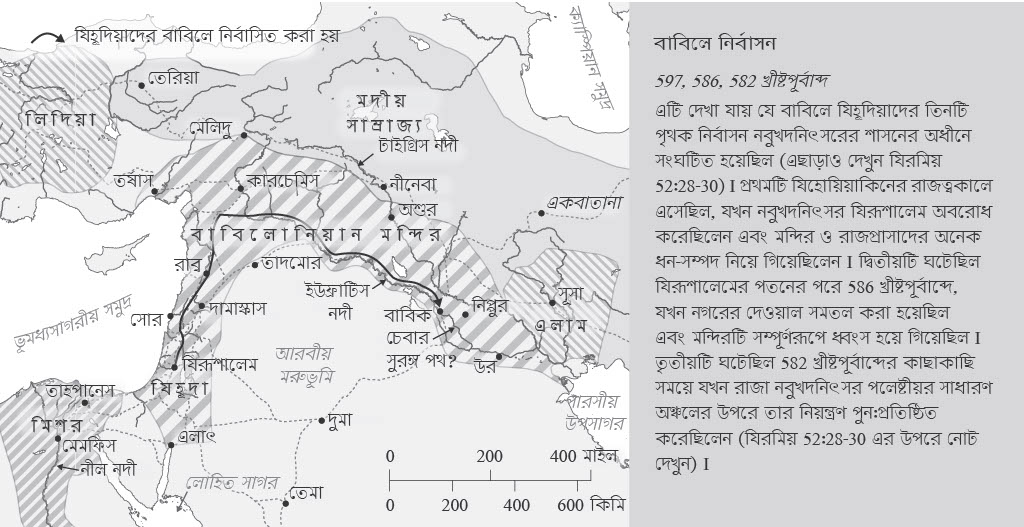 যিহূদিয়াদের বাবিলে নির্বাসিত করা হয়
কাস্পিয়ান সমুদ্র
তেরিয়া
লিদিয়া
মদীয়
সাম্রাজ্য
মেলিদু
টাইগ্রিস নদী
তর্ষীস
কারচেমিস
নীনেবা
অশুর
একবাতানা
বাবিলোনিয়ান মন্দির
রাব্ল
তাদমোর
ইউফ্রাটিস
নদী
নিপ্পুর
সূসা
ভূমধ্যসাগরীয় সমুদ্র
সোর
দামাস্কাস
বাবিক
চেবার
সুরঙ্গ পথ?
এলাম
উর
আরবীয়
মরুভূমি
যিরূশালেম
যিহূদা
তাহপানেস
মিশর
মেমফিস
নীল নদী
এলাৎ
দুমা
পারসীয়
উপসাগর
লোহিত সাগর
তেমা
0 200 400 মাইল
0 200 400 600 কিমি
বাবিলে নির্বাসন
597, 586, 582 খ্রীষ্টপূর্বাব্দ
এটি দেখা যায় যে বাবিলে যিহূদিয়াদের তিনটি
পৃথক নির্বাসন নবুখদনিৎসরের শাসনের অধীনে
সংঘটিত হয়েছিল (এছাড়াও দেখুন যিরমিয়
52:28-30) I প্রথমটি যিহোয়িয়াকিনের রাজত্বকালে
এসেছিল, যখন নবুখদনিৎসর যিরূশালেম অবরোধ
করেছিলেন এবং মন্দির ও রাজপ্রাসাদের অনেক
ধন-সম্পদ নিয়ে গিয়েছিলেন I দ্বিতীয়টি ঘটেছিল
যিরূশালেমের পতনের পরে 586 খ্রীষ্টপূর্বাব্দে,
যখন নগরের দেওয়াল সমতল করা হয়েছিল
এবং মন্দিরটি সম্পূর্ণরূপে ধ্বংস হয়ে গিয়েছিল I
তৃতীয়টি ঘটেছিল 582 খ্রীষ্টপূর্বাব্দের কাছাকাছি
সময়ে যখন রাজা নবুখদনিৎসর পলেষ্টীয়র সাধারণ
অঞ্চলের উপরে তার নিয়ন্ত্রণ পুন:প্রতিষ্ঠিত
করেছিলেন (যিরমিয় 52:28-30 এর উপরে নোট
দেখুন) I